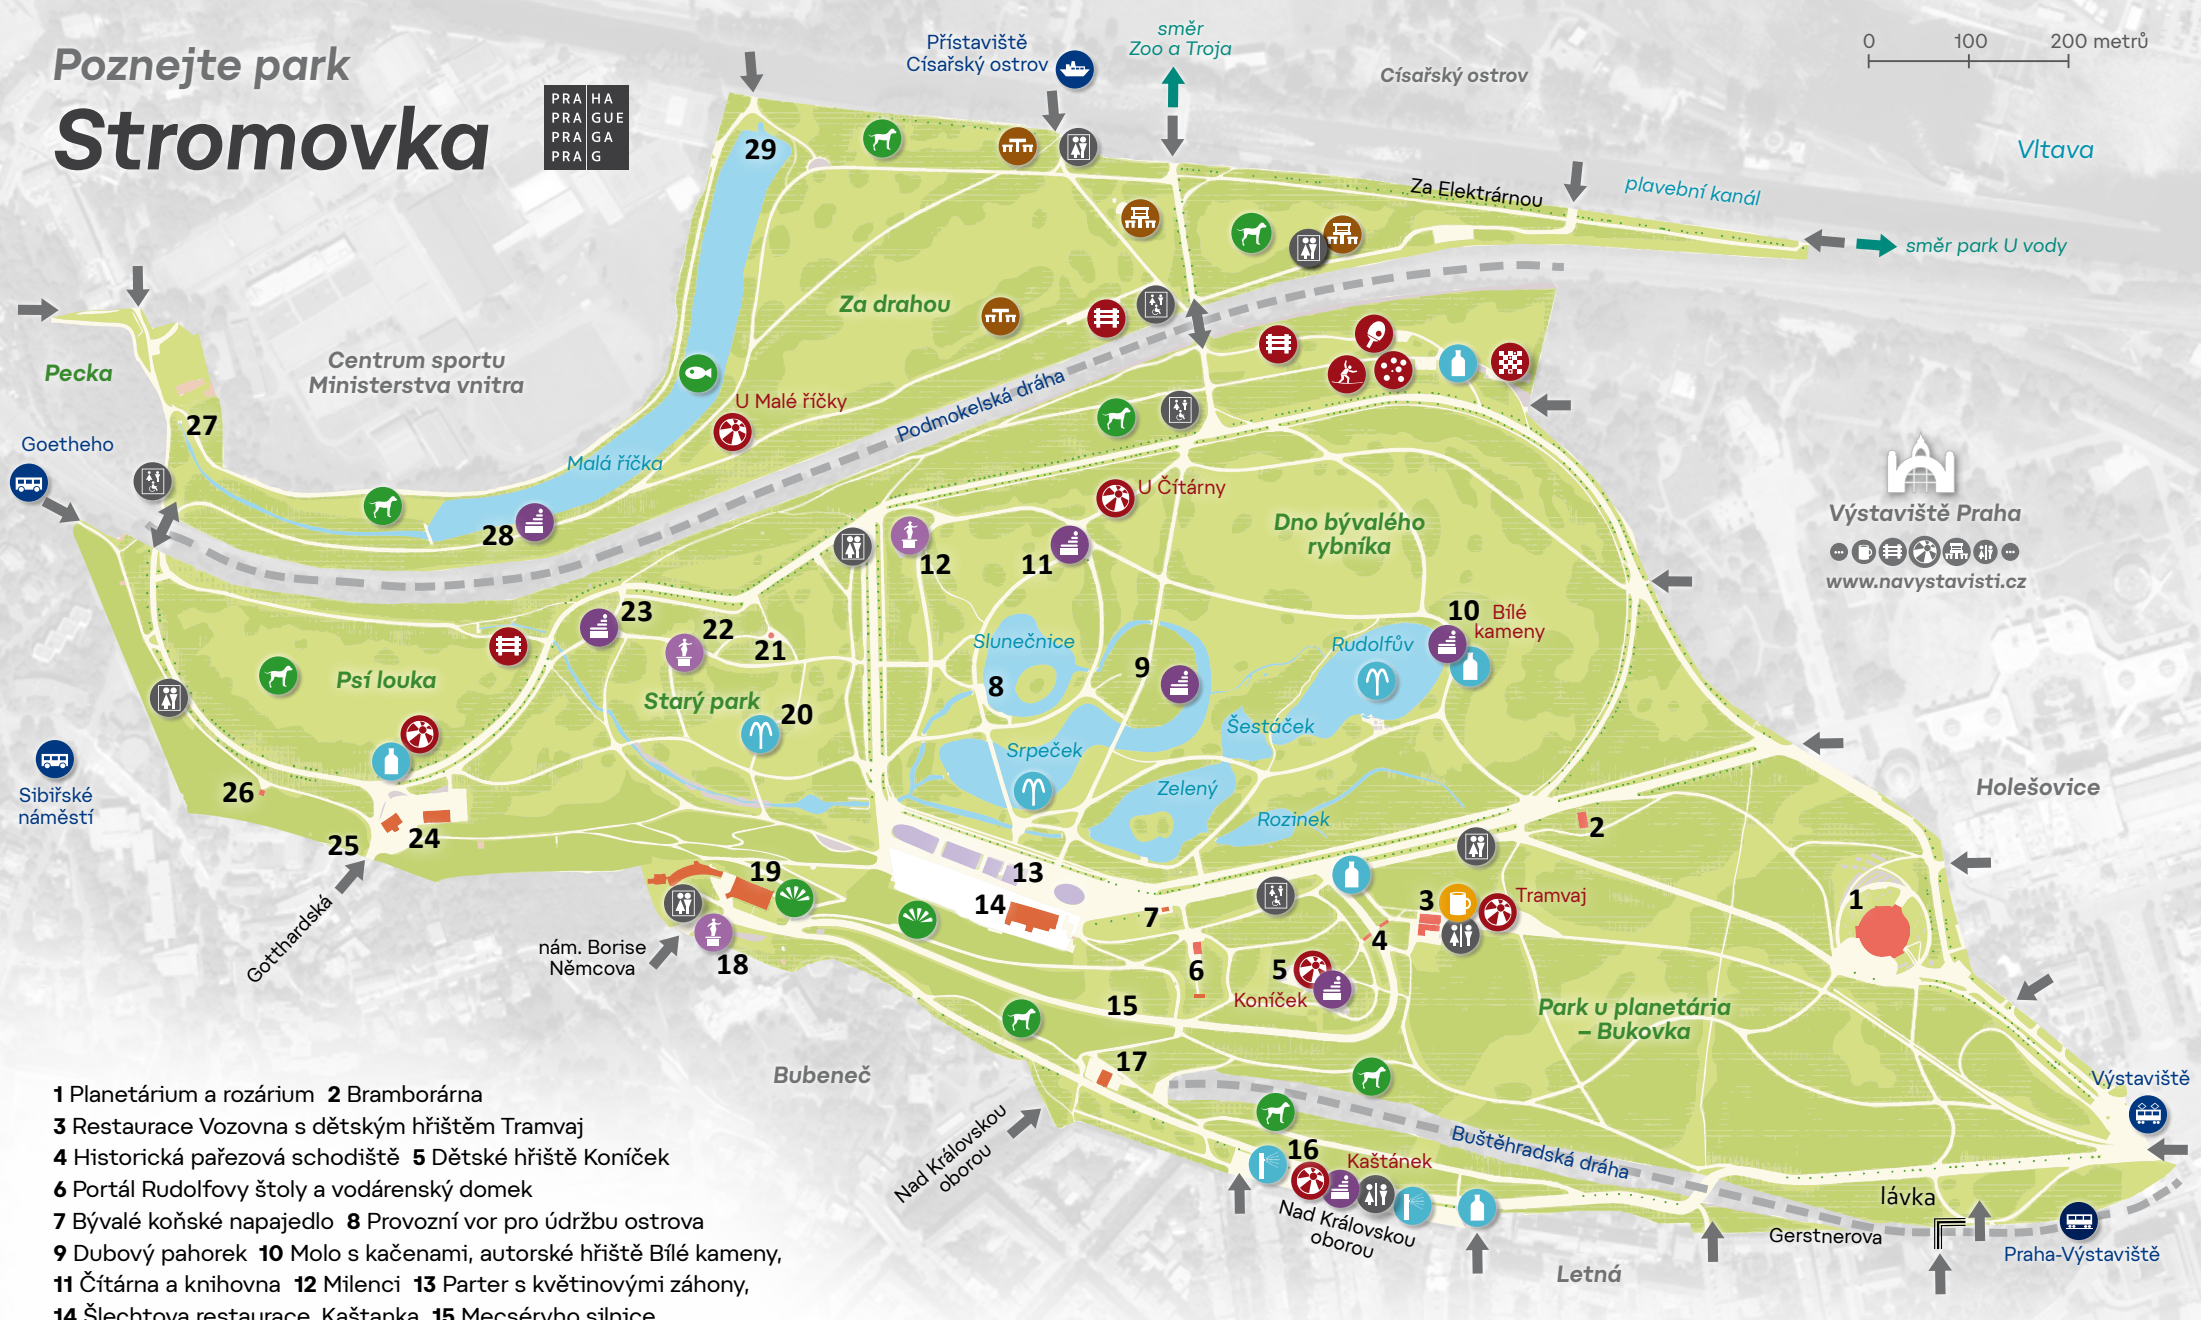 Poznejte park
Stromovka
PRA HA
PRA GUE
PRA GA
PRA G
Přístaviště
Císařský ostrov
směr
Zoo a Troja
Císařský ostrov
0 100 200 metrů
Vltava
plavební kanál
Za Elektrárnou
směr park U vody
29
Za drahou
Pecka
Centrum sportu
Ministerstva vnitra
27
Goetheho
U Malé říčky
Podmokelská dráha
Malá říčka
28
U Čítárny
Dno bývalého
rybníka
Výstaviště Praha
www.navystavisti.cz
12
11
23
22
21
10
Bílé
kameny
Slunečnice
Rudolfův
9
8
Psí louka
Starý park
20
Šestáček
Srpeček
Zelený
Rozinek
Sibiřské
náměstí
26
25
24
Holešovice
2
19
13
14
7
3
Tramvaj
1
4
Gotthardská
nám. Borise
Němcova
18
6
5
Koníček
15
Park u planetária
– Bukovka
17
Bubeneč
Výstaviště
Nad Královskou
oborou
Buštěhradská dráha
16
Kaštánek
Nad Královskou
oborou
lávka
Gerstnerova
Praha-Výstaviště
Letná
1 Planetárium a rozárium 2 Bramborárna
3 Restaurace Vozovna s dětským hřištěm Tramvaj
4 Historická pařezová schodiště 5 Dětské hřiště Koníček
6 Portál Rudolfovy štoly a vodárenský domek
7 Bývalé koňské napajedlo 8 Provozní vor pro údržbu ostrova
9 Dubový pahorek 10 Molo s kačenami, autorské hřiště Bílé kameny,
11 Čítárna a knihovna 12 Milenci 13 Parter s květinovými záhony,
14 Šlechtova restaurace, Kaštanka 15 Mecséryho silnice